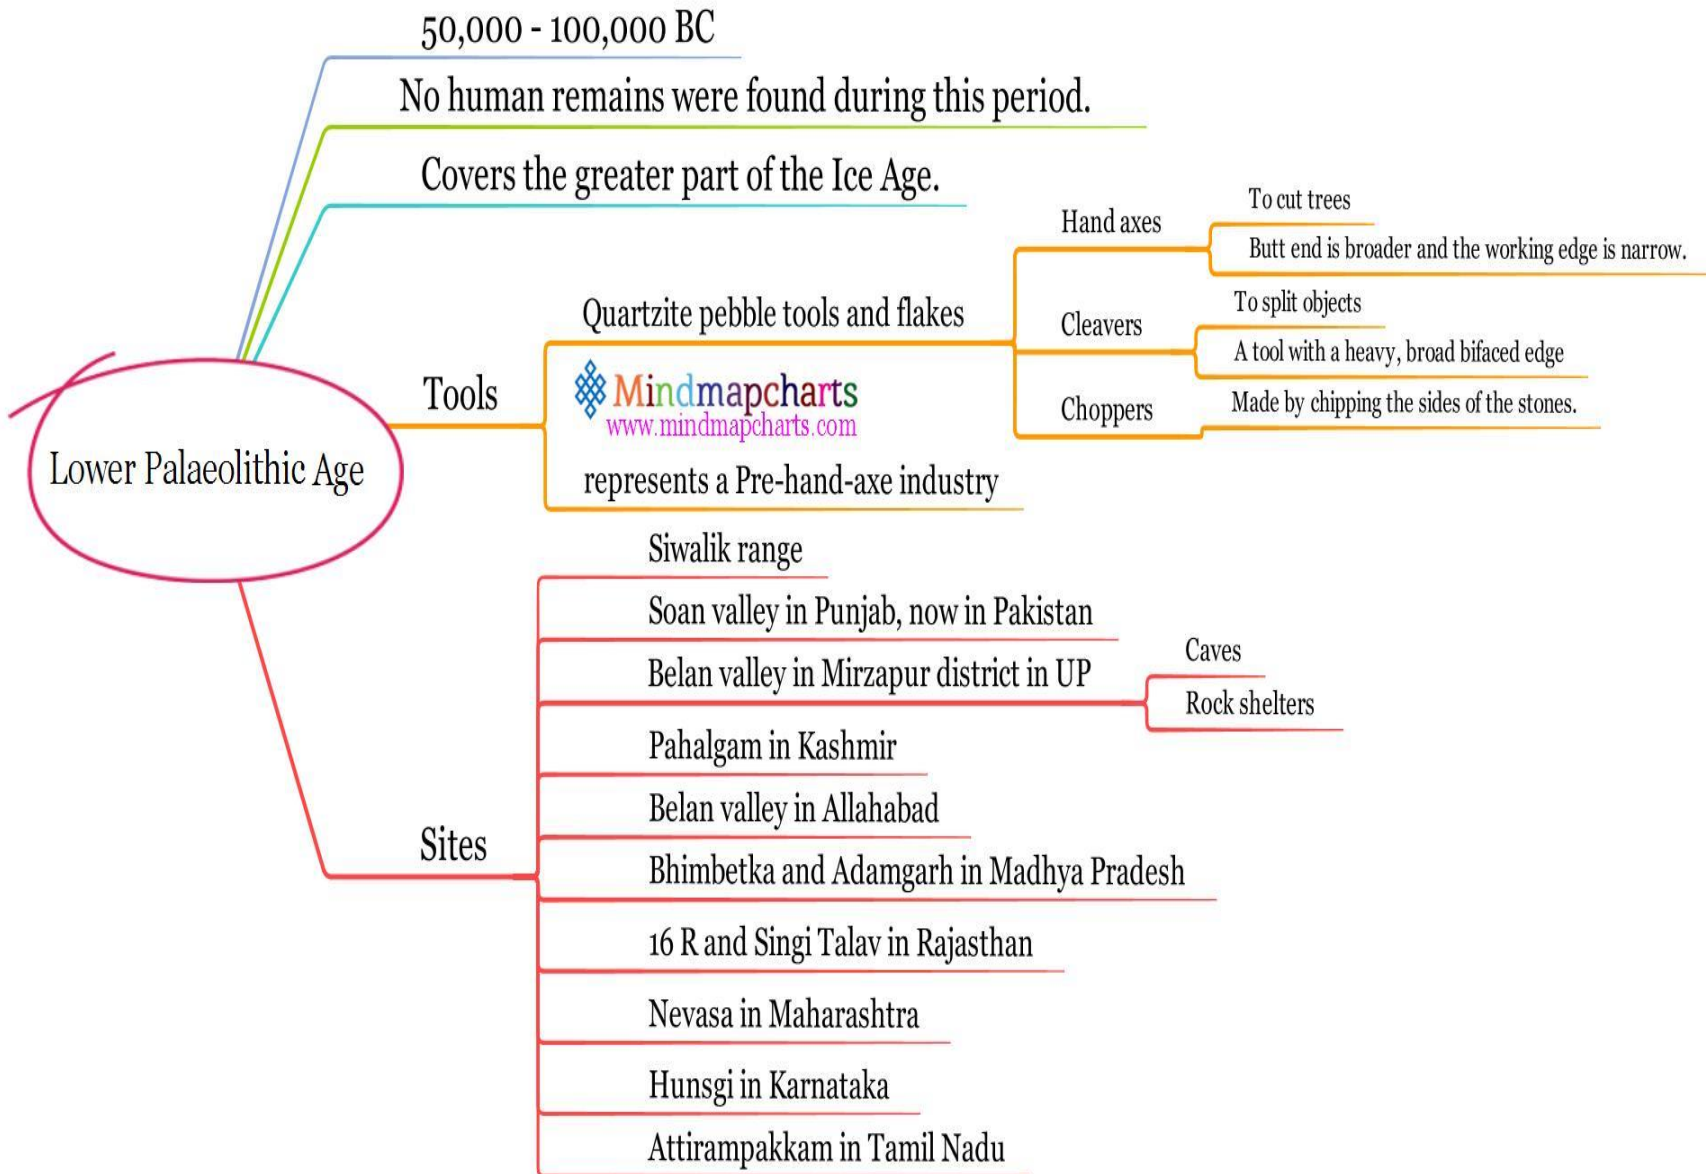 50,000 - 100,000 BC
No human remains were found during this period.
Covers the greater part of the Ice Age.
Lower Palaeolithic Age
Tools
Quartzite pebble tools and flakes
Hand axes
To cut trees
Butt end is broader and the working edge is narrow.
Cleavers
To split objects
A tool with a heavy, broad bifaced edge
Choppers
Made by chipping the sides of the stones.
Mindmapcharts
www.mindmapcharts.com
represents a Pre-hand-axe industry
Sites
Siwalik range
Soan valley in Punjab, now in Pakistan
Belan valley in Mirzapur district in UP
Caves
Rock shelters
Pahalgam in Kashmir
Belan valley in Allahabad
Bhimbetka and Adamgarh in Madhya Pradesh
16 R and Singi Talav in Rajasthan
Nevasa in Maharashtra
Hunsgi in Karnataka
Attirampakkam in Tamil Nadu